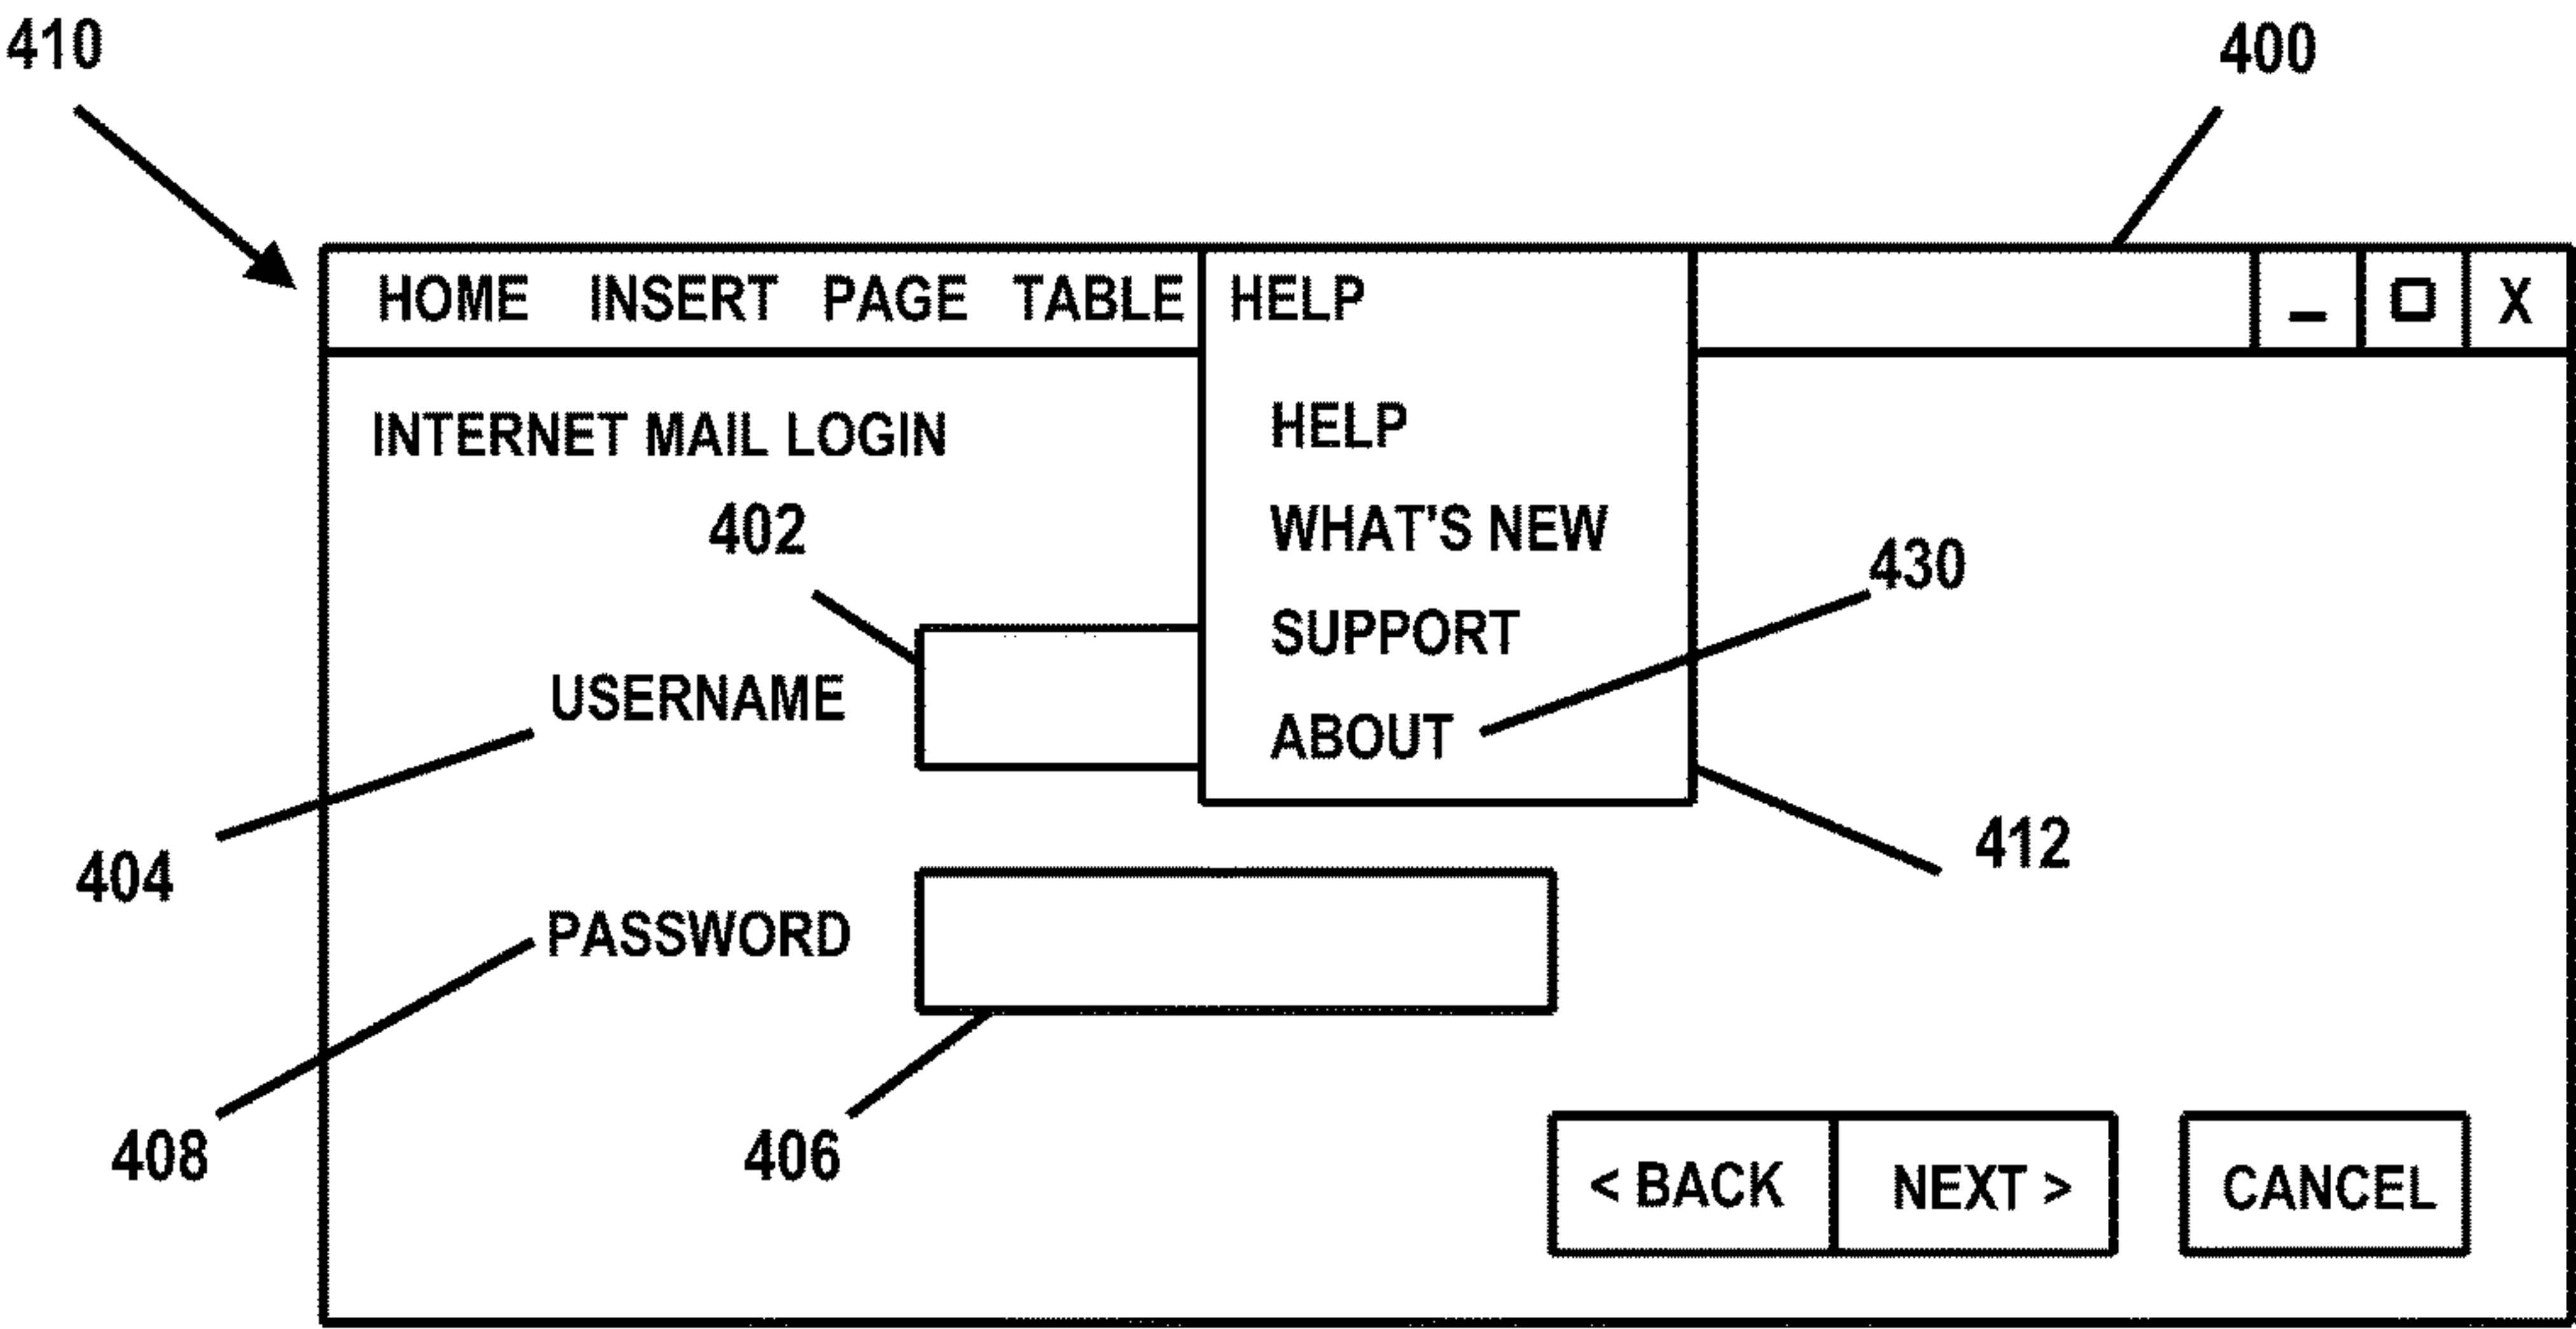 410
400
HOME INSERT PAGE TABLE HELP _ □ X
INTERNET MAIL LOGIN
HELP
402
WHAT'S NEW
430
SUPPORT
USERNAME
ABOUT
404
412
PASSWORD
408
406
< BACK NEXT > CANCEL